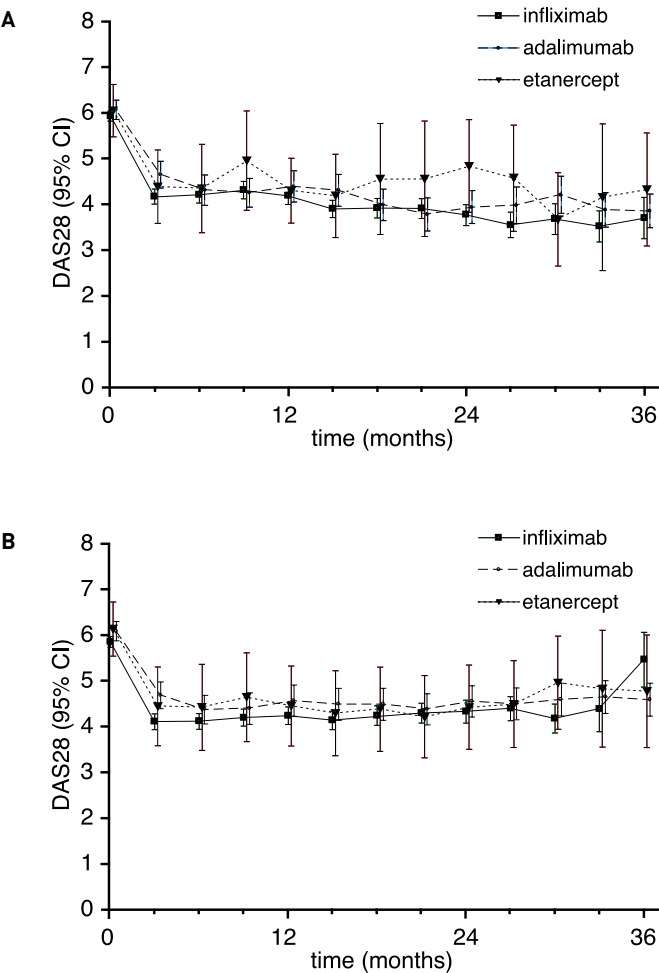 A
infliximab
adalimumab
etanercept
DAS28 (95% CI)
8
7
6
5
4
3
2
1
0
0 12 24 36
time (months)
B
infliximab
adalimumab
etanercept
DAS28 (95% CI)
8
7
6
5
4
3
2
1
0
0 12 24 36
time (months)